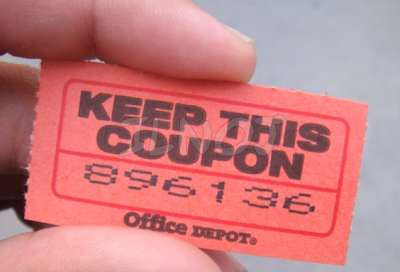 KEEP THIS
COUPON
896136
Office DEPOT®